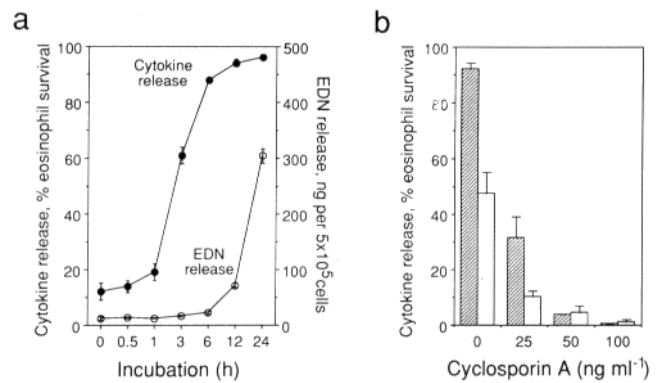 a
Cytokine release, % eosinophil survival
100
80
60
40
20
0
Cytokine
release
EDN
release
500
400
300
200
100
0
EDN release, ng per 5x10⁵cells
0 0.5 1 3 6 12 24
Incubation (h)
b
Cytokine release, % eosinophil survival
100
80
60
40
20
0
0 25 50 100
Cyclosporin A (ng ml⁻¹)